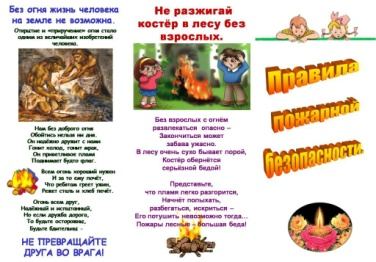 Без огня жизнь человека
на земле не возможна.
Открытие и «приручение» огня стало
одним из величайших изобретений
человека.
Нам без доброго огня
Обойтись нельзя ни дня.
Он надёжно дружит с нами
Гонит холод, гонит мрак,
Он приветливое пламя
Поднимает будто флаг.
Всем огонь хороший нужен
И за то ему почёт,
Что ребятам греет ужин,
Режет сталь и хлеб печёт.
Огонь всем друг,
Надёжный и испытанный,
Но если дружба дорога,
То будьте осторожные,
Будьте бдительны -
НЕ ПРЕВРАЩАЙТЕ
ДРУГА ВО ВРАГА!
Не разжигай
костёр в лесу без
взрослых.
Без взрослых с огнём
развлекаться опасно –
Закончиться может
забава ужасно.
В лесу очень сухо бывает порой,
Костёр обернётся
серьёзной бедой!
Представьте,
что пламя легко разгорится,
Начнёт полыхать,
разбегаться, искриться –
Его потушить невозможно тогда...
Пожары лесные – большая беда!
Правила
пожарной
безопасности.